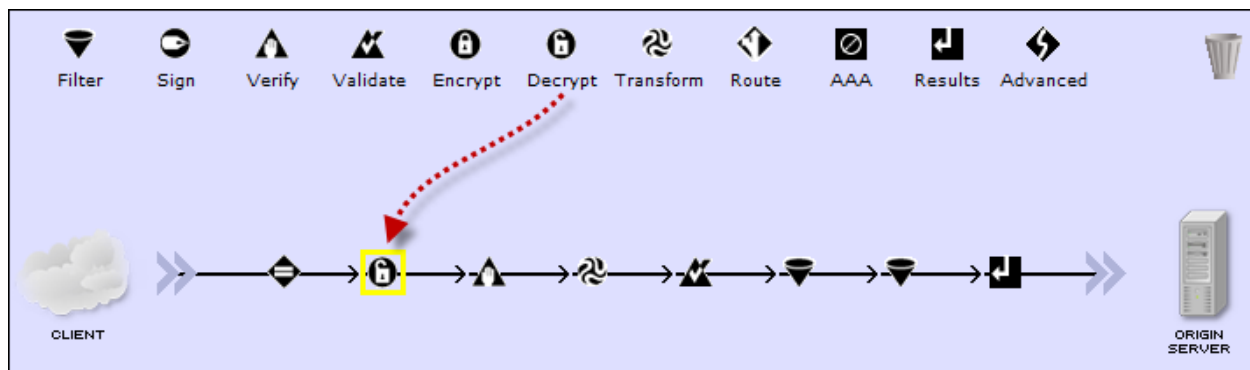 Filter Sign Verify Validate Encrypt Decrypt Transform Route AAA Results Advanced
CLIENT
ORIGIN
SERVER